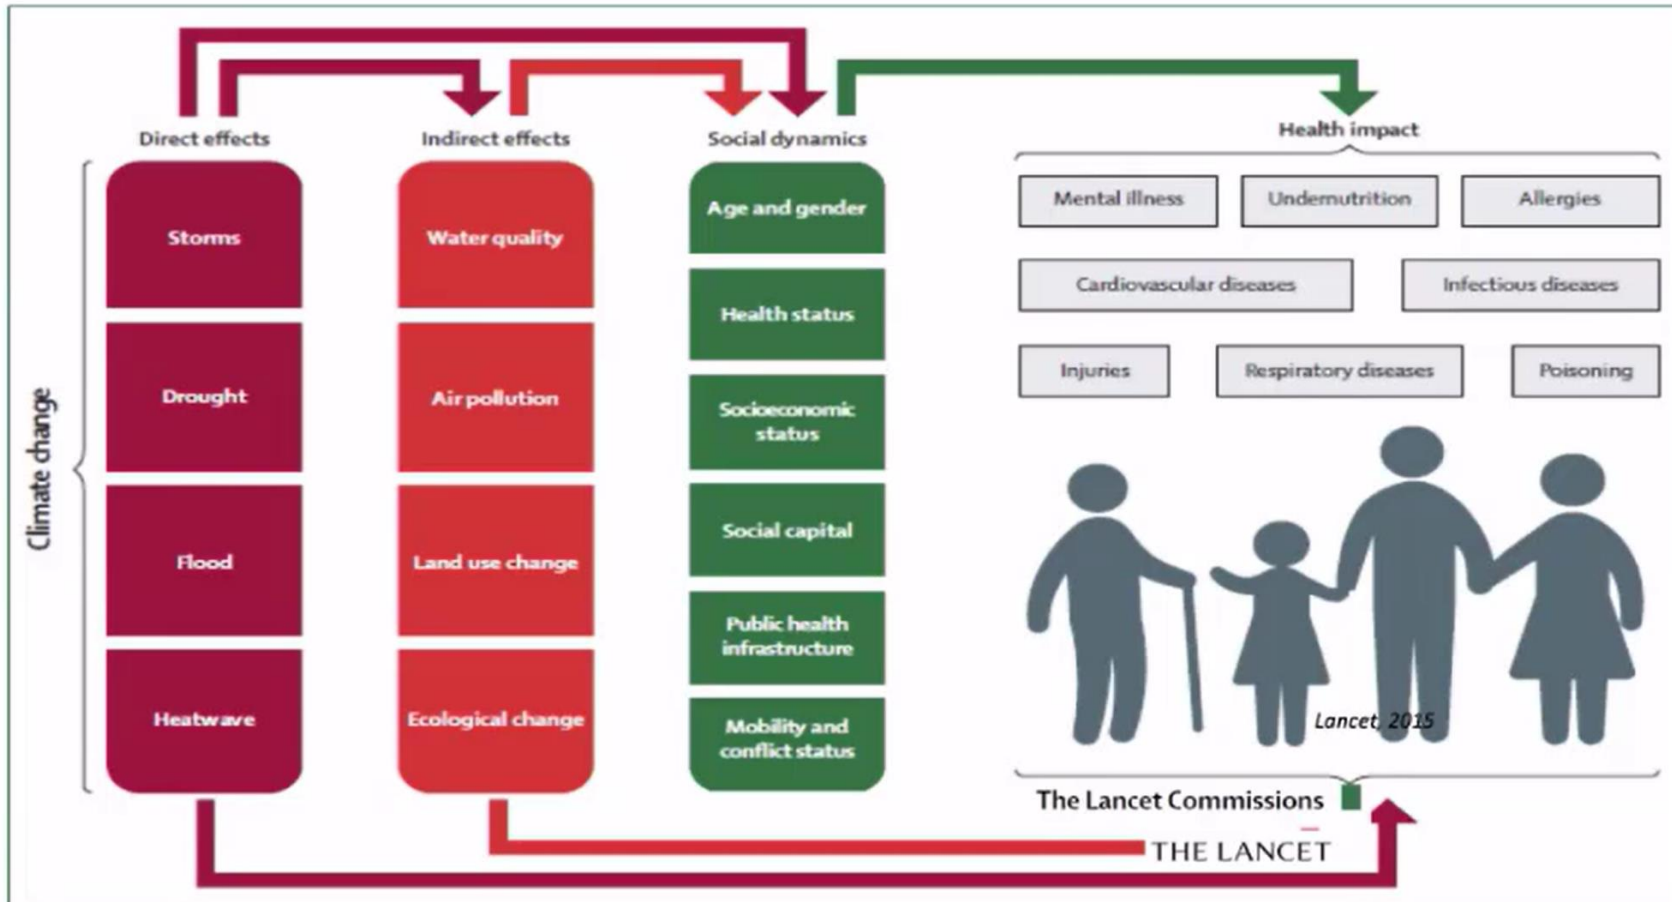 Direct effects
Indirect effects
Social dynamics
Health impact
Climate change
Storms
Drought
Flood
Heatwave
Water quality
Air pollution
Land use change
Ecological change
Age and gender
Health status
Socioeconomic
status
Social capital
Public health
infrastructure
Mobility and
conflict status
Mental illness
Undernutrition
Allergies
Cardiovascular diseases
Infectious diseases
Injuries
Respiratory diseases
Poisoning
Lancet, 2015
The Lancet Commissions
THE LANCET